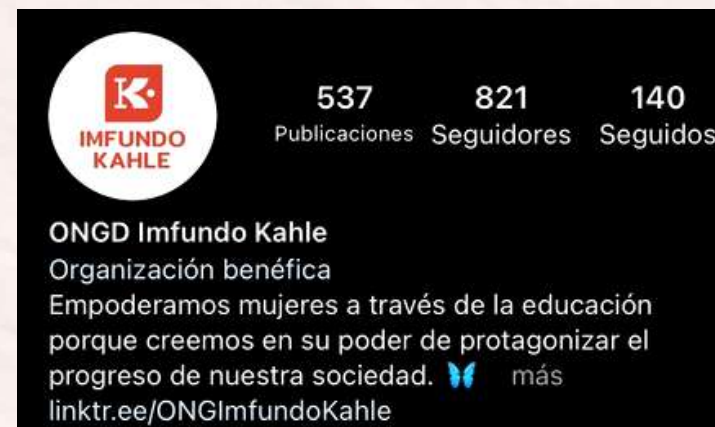 K.
IMFUNDO
KAHLE
537 821 140
Publicaciones Seguidores Seguidos
ONGD Imfundo Kahle
Organización benéfica
Empoderamos mujeres a través de la educación
porque creemos en su poder de protagonizar el
progreso de nuestra sociedad. 🦋 más
linktr.ee/ONGImfundoKahle